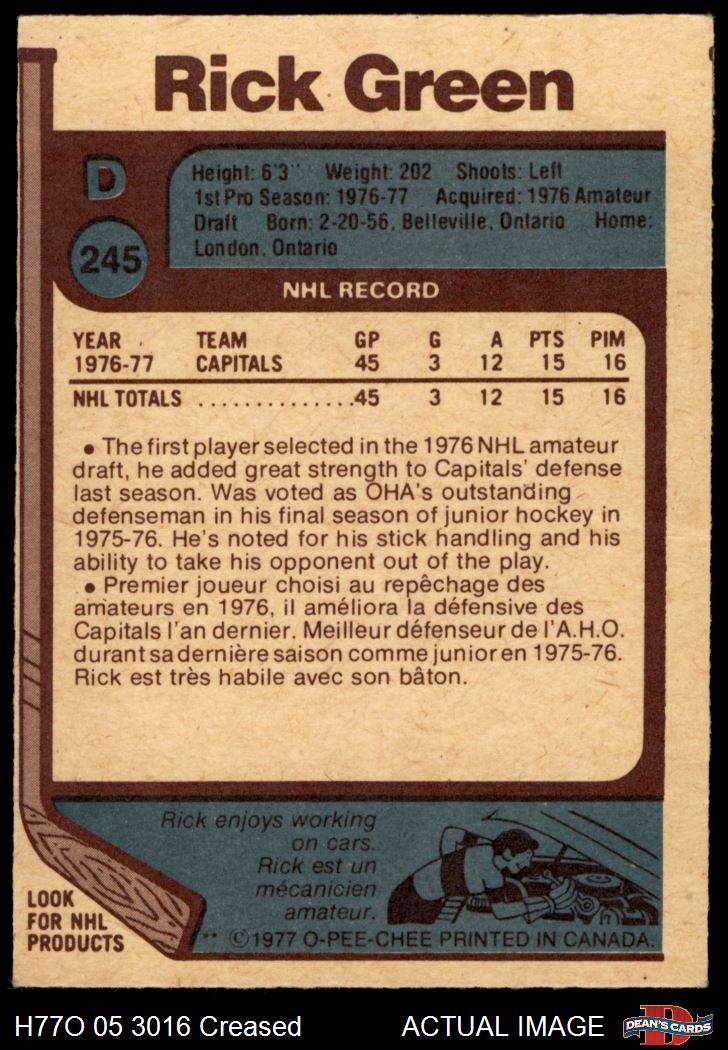 Rick Green
D
245
Height: 6'3" Weight: 202 Shoots: Left
1st Pro Season: 1976-77 Acquired: 1976 Amateur
Draft Born: 2-20-56, Belleville, Ontario Home:
London, Ontario
NHL RECORD
YEAR TEAM GP G A PTS PIM
1976-77 CAPITALS 45 3 12 15 16
NHL TOTALS ..............45 3 12 15 16
• The first player selected in the 1976 NHL amateur
draft, he added great strength to Capitals' defense
last season. Was voted as OHA's outstanding
defenseman in his final season of junior hockey in
1975-76. He's noted for his stick handling and his
ability to take his opponent out of the play.
• Premier joueur choisi au repêchage des
amateurs en 1976, il améliora la défensive des
Capitals l'an dernier. Meilleur défenseur de l'A.H.O.
durant sa dernière saison comme junior en 1975-76.
Rick est très habile avec son bâton.
Rick enjoys working
on cars.
Rick est un
mécanicien
amateur.
LOOK
FOR NHL
PRODUCTS
** ©1977 O-PEE-CHEE PRINTED IN CANADA.
H77O 05 3016 Creased ACTUAL IMAGE
D
DEAN'S CARDS